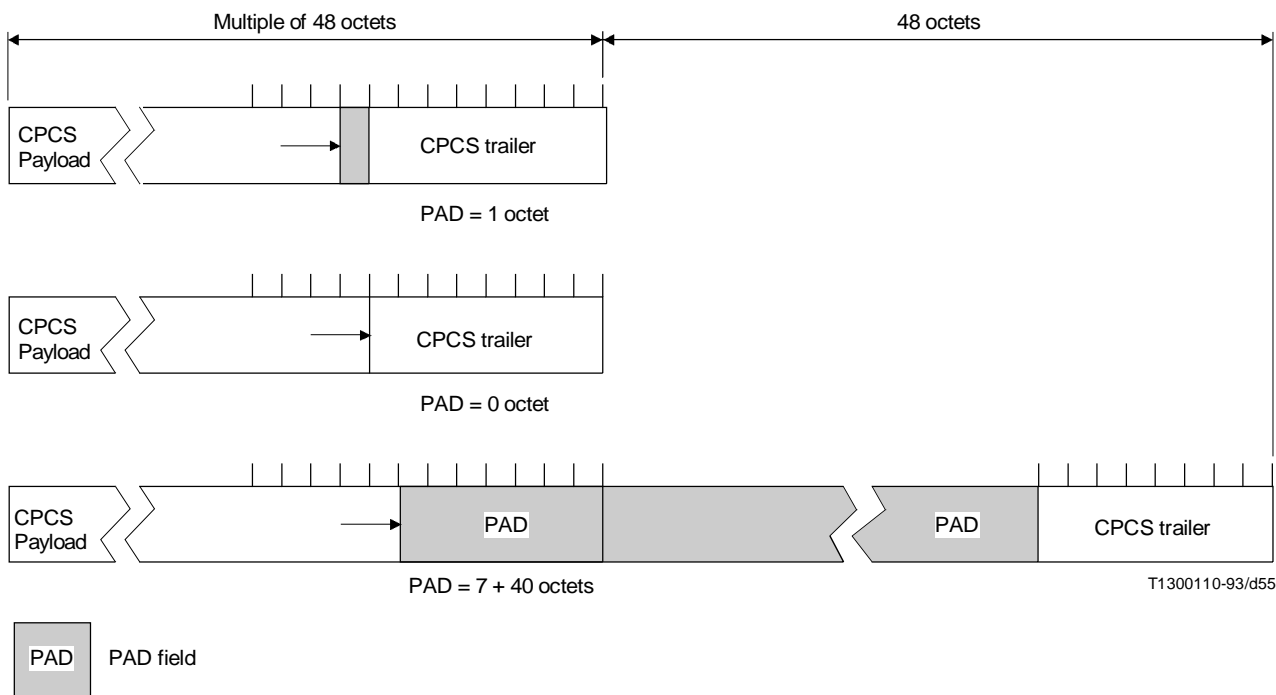 Multiple of 48 octets
48 octets
CPCS
Payload
CPCS trailer
PAD = 1 octet
CPCS
Payload
CPCS trailer
PAD = 0 octet
CPCS
Payload
PAD
PAD
CPCS trailer
PAD = 7 + 40 octets
T1300110-93/d55
PAD
PAD field